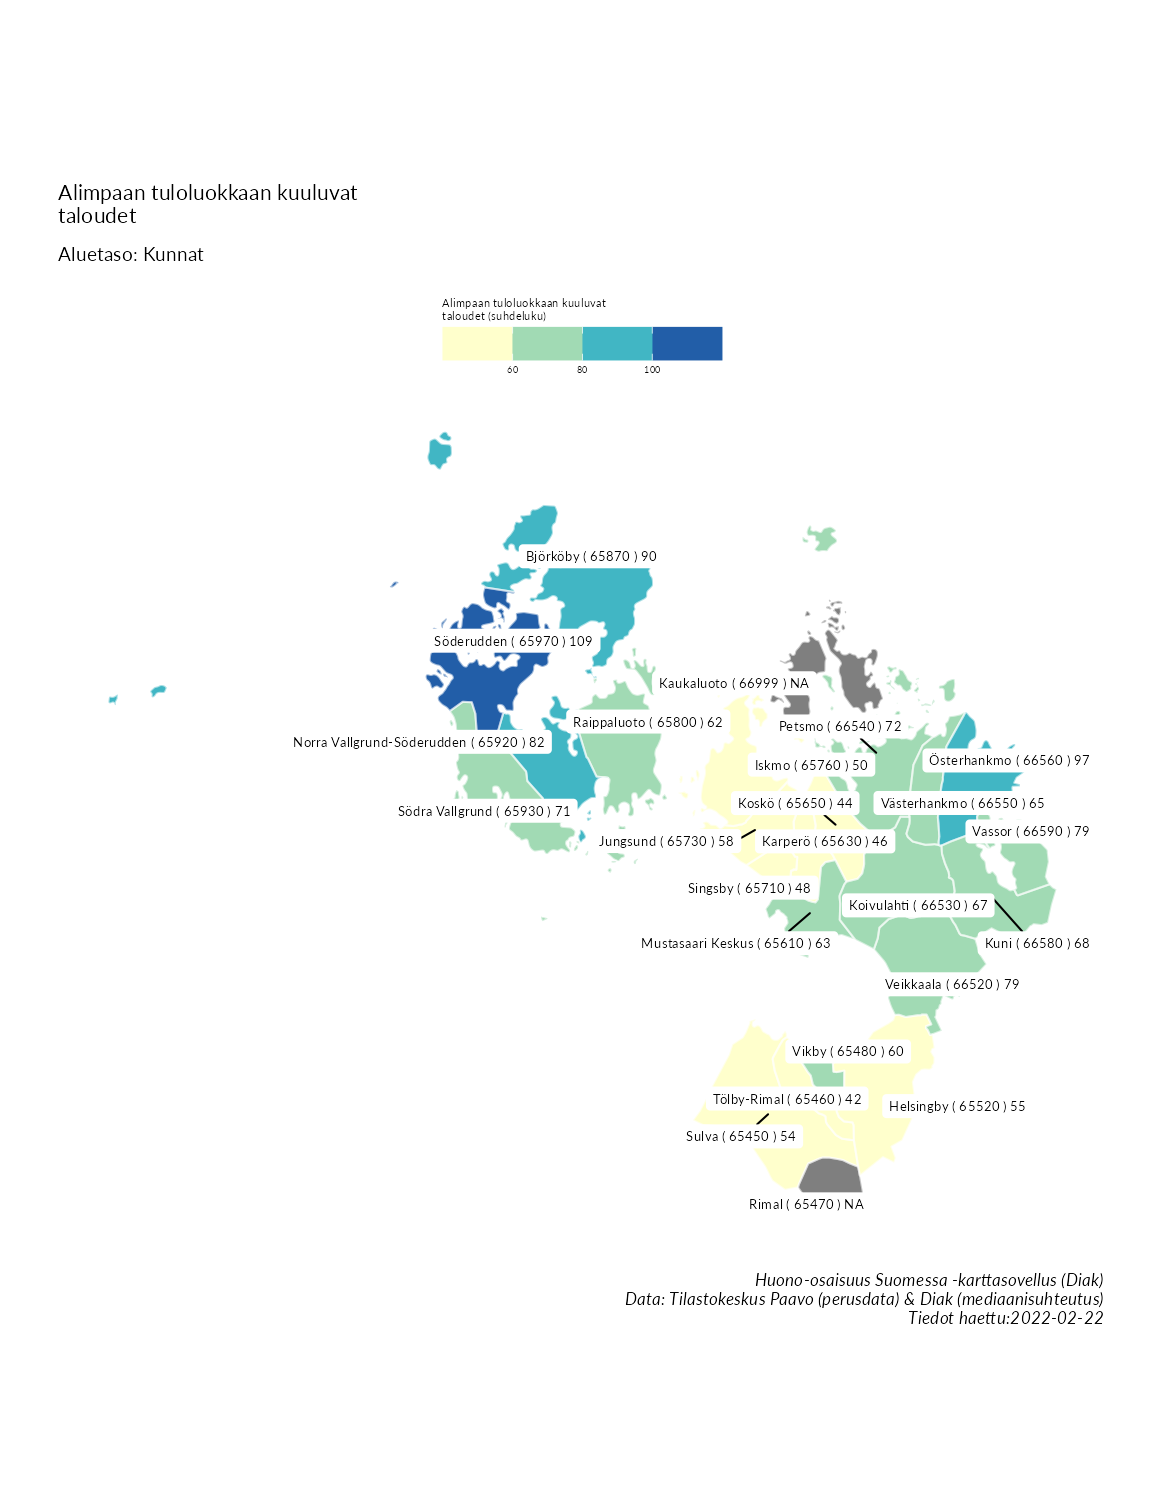 Alimpaan tuloluokkaan kuuluvat
taloudet
Aluetaso: Kunnat
Alimpaan tuloluokkaan kuuluvat
taloudet (suhdeluku)
60 80 100
Björköby ( 65870 ) 90
Söderudden ( 65970 ) 109
Kaukaluoto ( 66999 ) NA
Raippaluoto ( 65800 ) 62
Petsmo ( 66540 ) 72
Norra Vallgrund-Söderudden ( 65920 ) 82
Österhankmo ( 66560 ) 97
Iskmo ( 65760 ) 50
Koskö ( 65650 ) 44
Västerhankmo ( 66550 ) 65
Södra Vallgrund ( 65930 ) 71
Vassor ( 66590 ) 79
Jungsund ( 65730 ) 58
Karperö ( 65630 ) 46
Singsby ( 65710 ) 48
Koivulahti ( 66530 ) 67
Mustasaari Keskus ( 65610 ) 63
Kuni ( 66580 ) 68
Veikkaala ( 66520 ) 79
Vikby ( 65480 ) 60
Tölby-Rimal ( 65460 ) 42
Helsingby ( 65520 ) 55
Sulva ( 65450 ) 54
Rimal ( 65470 ) NA
Huono-osaisuus Suomessa -karttasovellus (Diak)
Data: Tilastokeskus Paavo (perusdata) & Diak (mediaanisuhteutus)
Tiedot haettu:2022-02-22